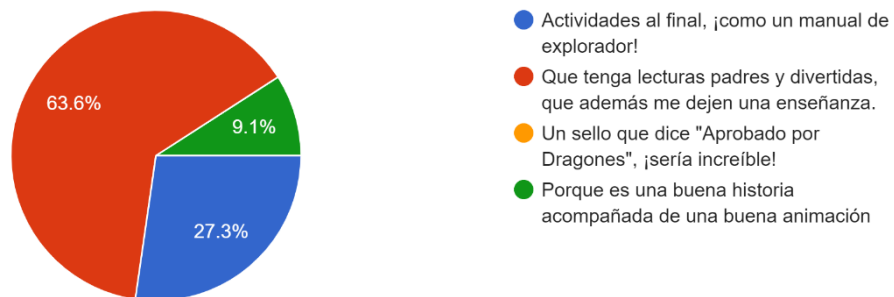 63.6%
9.1%
27.3%
Actividades al final, ¡como un manual de
explorador!
Que tenga lecturas padres y divertidas,
que además me dejen una enseñanza.
Un sello que dice "Aprobado por
Dragones", ¡sería increíble!
Porque es una buena historia
acompañada de una buena animación